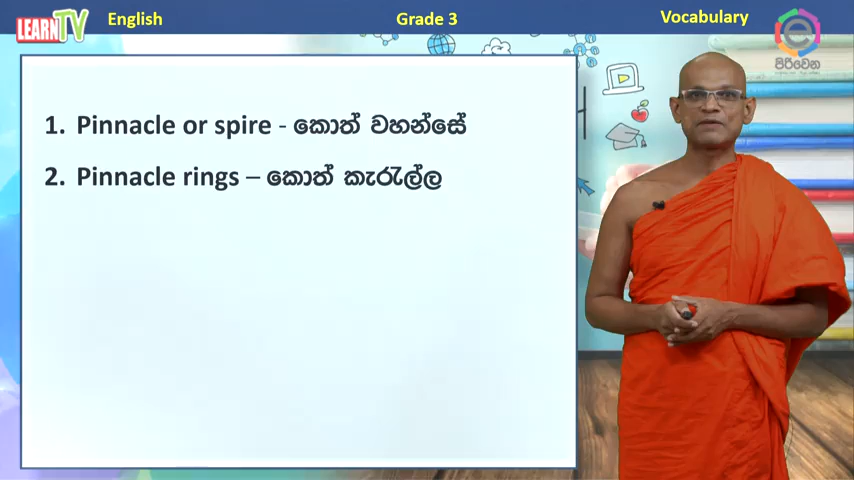 LEARN TV
English
Grade 3
Vocabulary
e
පිරිවෙන
1. Pinnacle or spire - කොත් වහන්සේ
2. Pinnacle rings – කොත් කැරැල්ල